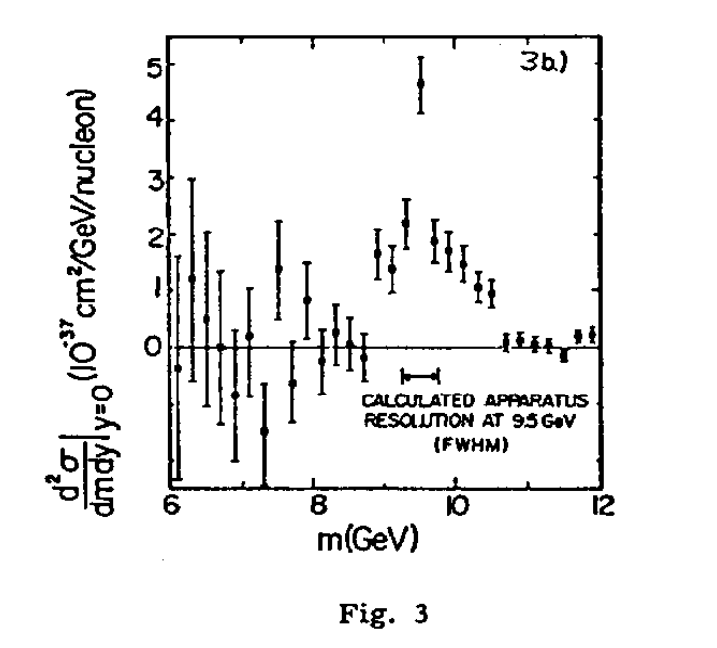 3b.)
5
4
3
2
1
0
d²σ/dmdy|y=0 (10⁻³⁷ cm²/GeV/nucleon)
CALCULATED APPARATUS
RESOLUTION AT 9.5 GeV
(FWHM)
6 8 10 12
m(GeV)
Fig. 3